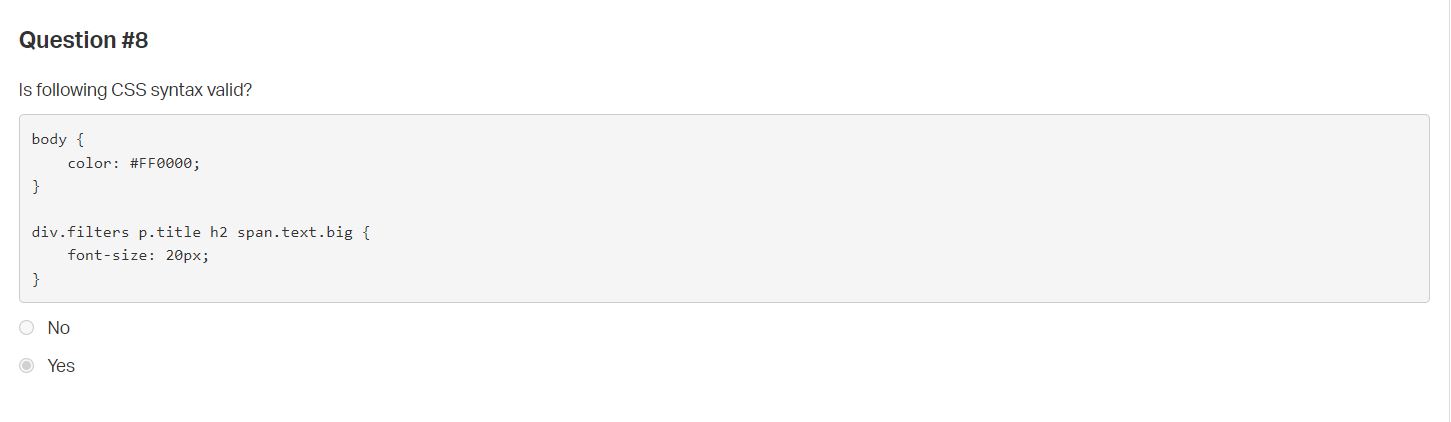 Question #8
Is following CSS syntax valid?
body {
    color: #FF0000;
}

div.filters p.title h2 span.text.big {
    font-size: 20px;
}
No
Yes